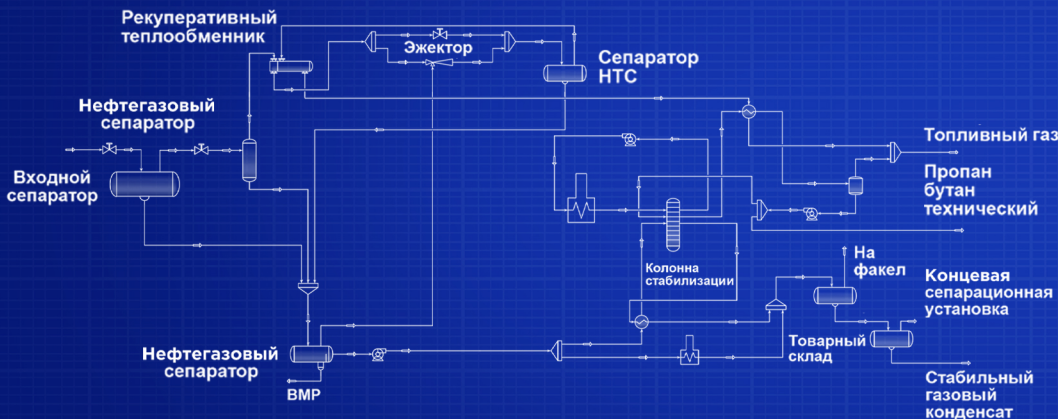 Рекуперативный
теплообменник
Эжектор
Сепаратор
НТС
Нефтегазовый
сепаратор
Входной
сепаратор
Топливный газ
Пропан
бутан
технический
Колонна
стабилизации
На
факел
Концевая
сепарационная
установка
Товарный
склад
Нефтегазовый
сепаратор
ВМР
Стабильный
газовый
конденсат